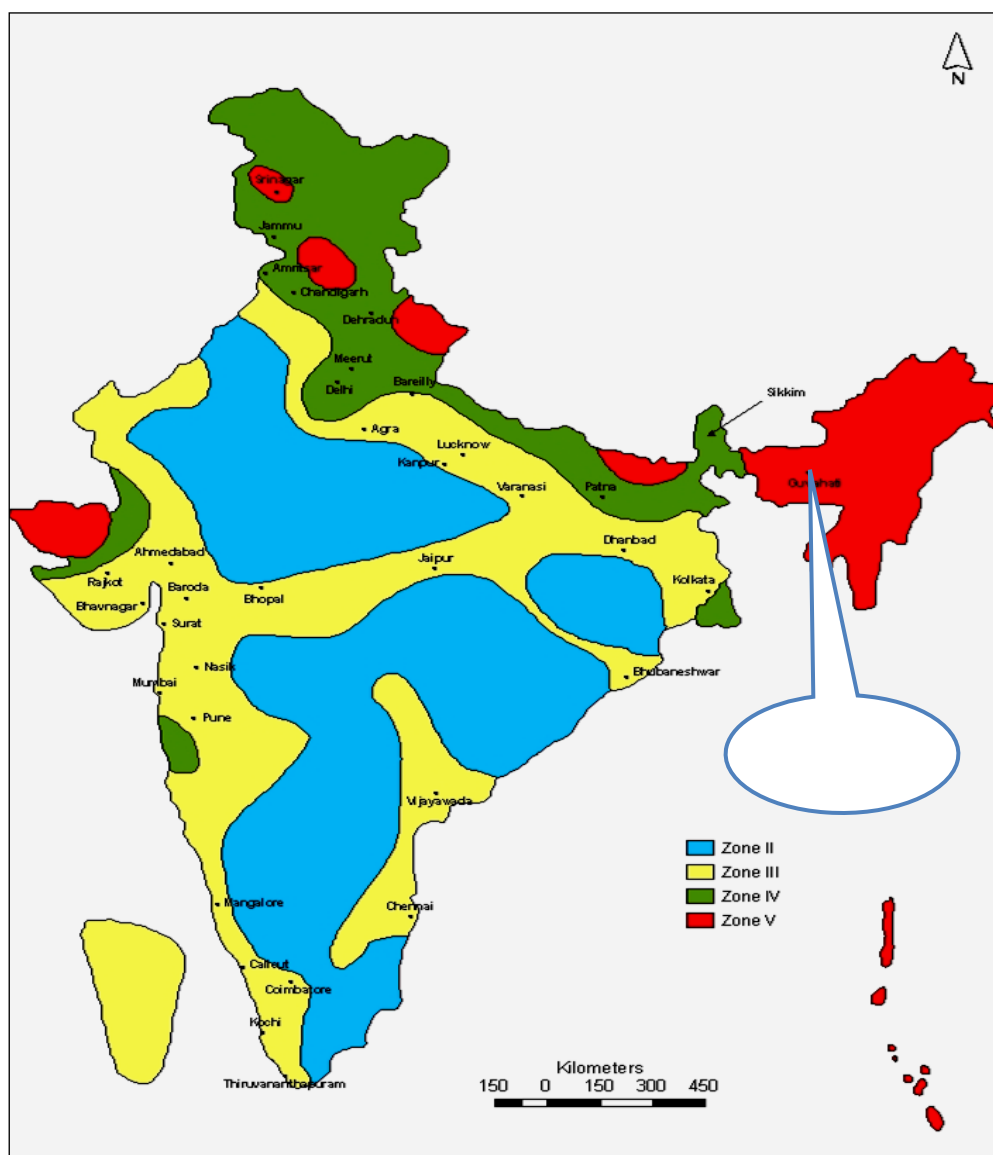 N
Srinagar
Jammu
Amritsar
Chandigarh
Dehradun
Meerut
Delhi
Bareilly
Sikkim
Agra
Lucknow
Kanpur
Guwahati
Varanasi
Patna
Ahmedabad
Dhanbad
Jaipur
Rajkot
Baroda
Bhopal
Kolkata
Bhavnagar
Surat
Nasik
Bhubaneshwar
Mumbai
Pune
Vijayawada
Zone II
Zone III
Zone IV
Zone V
Mangalore
Chennai
Calicut
Coimbatore
Kochi
Thiruvananthapuram
Kilometers
150 0 150 300 450